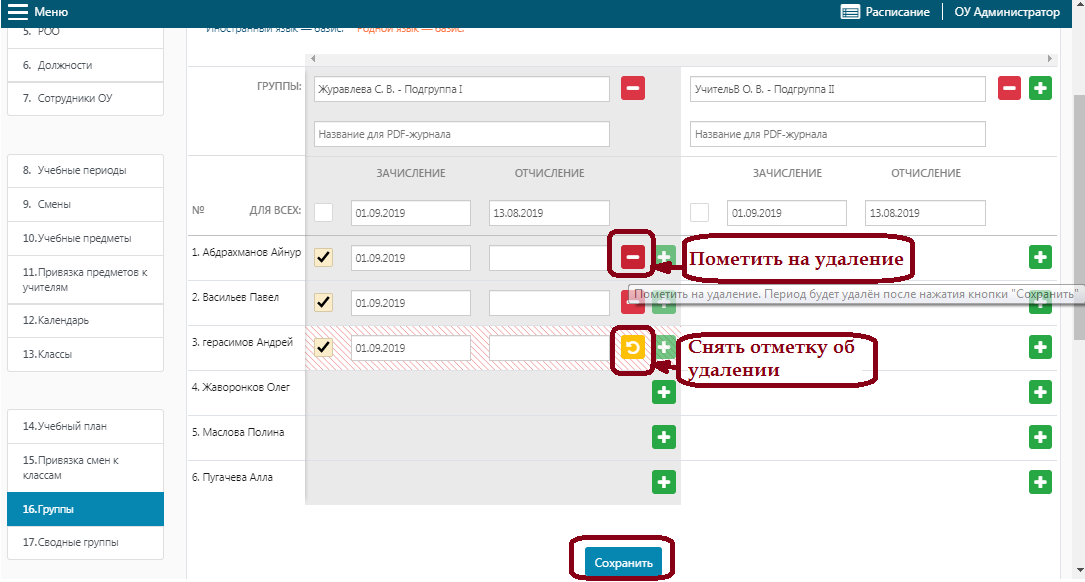 Меню
Расписание
ОУ Администратор
5. РОО
6. Должности
7. Сотрудники ОУ
8. Учебные периоды
9. Смены
10.Учебные предметы
11.Привязка предметов к
учителям
12.Календарь
13.Классы
14.Учебный план
15.Привязка смен к
классам
16.Группы
17.Сводные группы
Иностранный язык — базис. Родной язык — базис.
ГРУППЫ:
Журавлева С. В. - Подгруппа I
УчительВ О. В. - Подгруппа II
Название для PDF-журнала
Название для PDF-журнала
ЗАЧИСЛЕНИЕ
ОТЧИСЛЕНИЕ
ЗАЧИСЛЕНИЕ
ОТЧИСЛЕНИЕ
№
ДЛЯ ВСЕХ:
01.09.2019
13.08.2019
01.09.2019
13.08.2019
1. Абдрахманов Айнур
01.09.2019
Пометить на удаление
2. Васильев Павел
01.09.2019
Пометить на удаление. Период будет удалён после нажатия кнопки "Сохранить"
3. герасимов Андрей
01.09.2019
Снять отметку об
удалении
4. Жаворонков Олег
5. Маслова Полина
6. Пугачева Алла
Сохранить